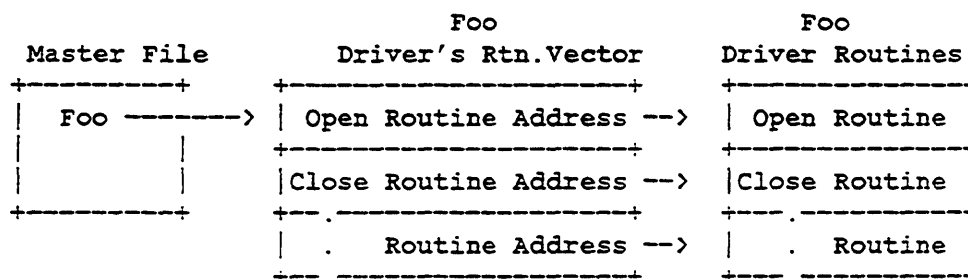 Foo Foo
Master File Driver's Rtn.Vector Driver Routines
Foo -------> Open Routine Address --> Open Routine
Close Routine Address --> Close Routine
. Routine Address --> . Routine